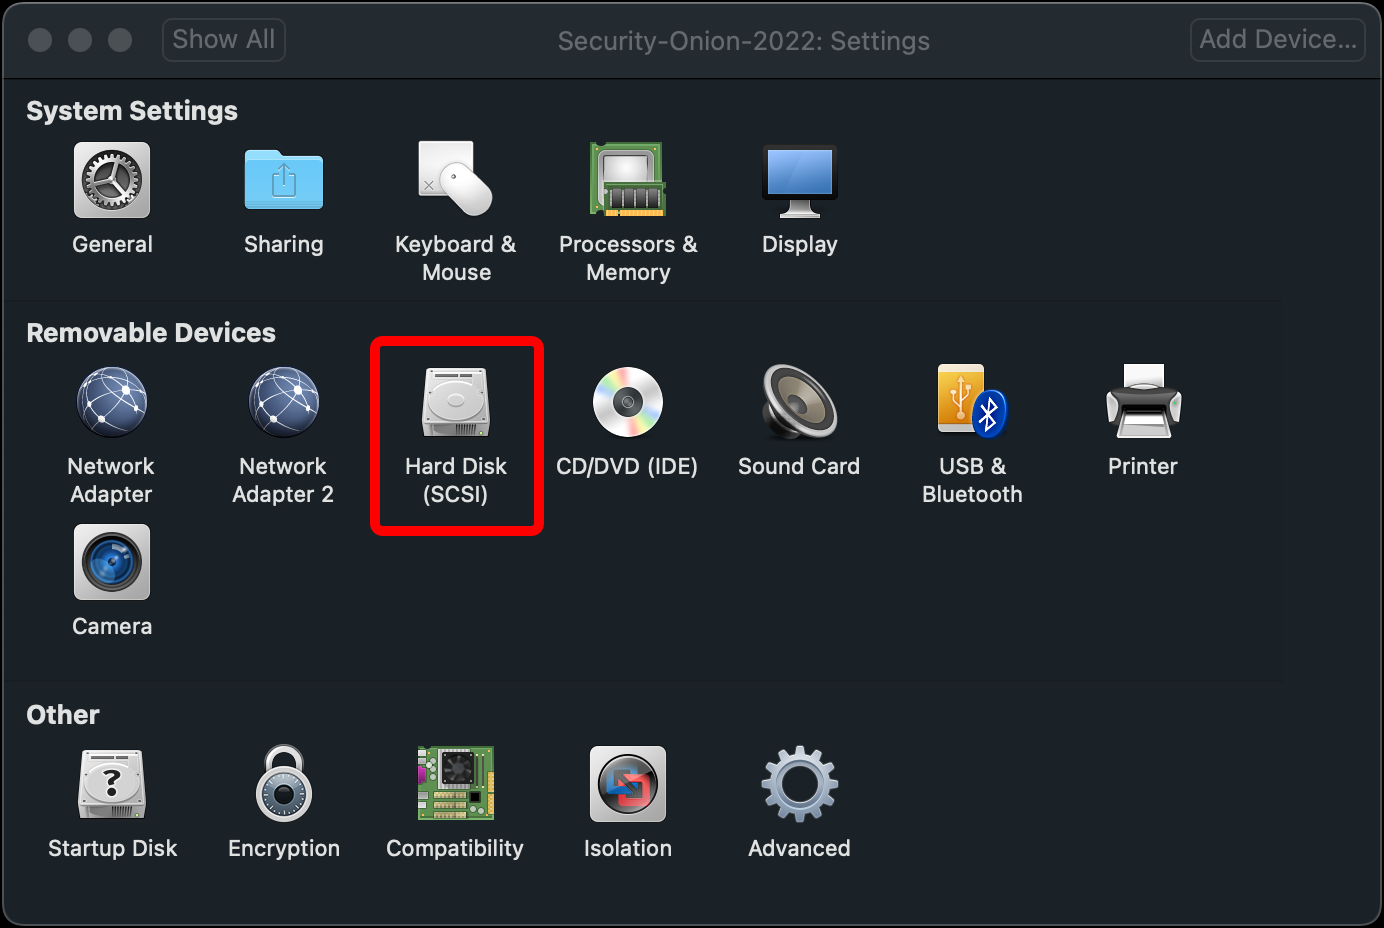 Show All
Security-Onion-2022: Settings
Add Device...
System Settings
General
Sharing
Keyboard &
Mouse
Processors &
Memory
Display
Removable Devices
Network
Adapter
Network
Adapter 2
Hard Disk
(SCSI)
CD/DVD (IDE)
Sound Card
USB &
Bluetooth
Printer
Camera
Other
?
Startup Disk
Encryption
Compatibility
Isolation
Advanced